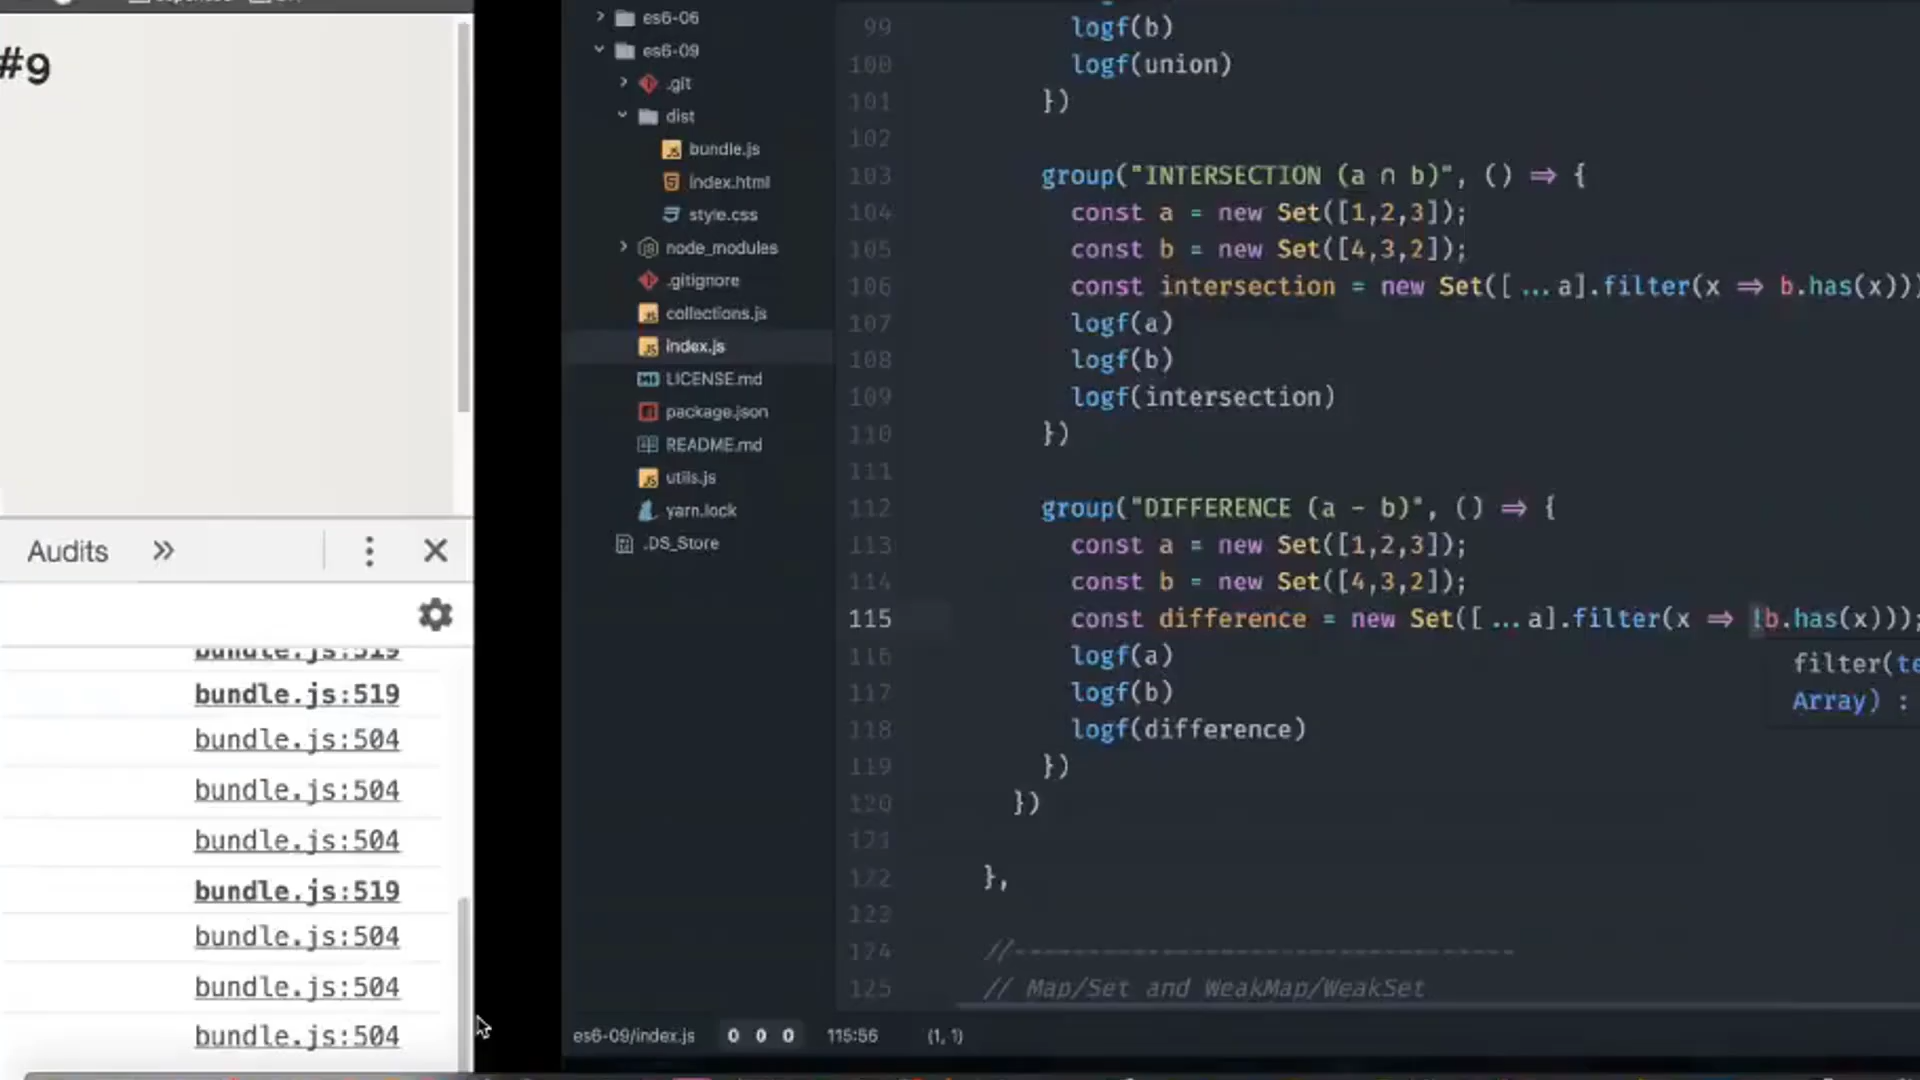 #9
Audits »
bundle.js:519
bundle.js:519
bundle.js:504
bundle.js:504
bundle.js:504
bundle.js:519
bundle.js:504
bundle.js:504
bundle.js:504
es6-06
es6-09
.git
dist
bundle.js
index.html
style.css
node_modules
.gitignore
collections.js
index.js
LICENSE.md
package.json
README.md
utils.js
yarn.lock
.DS_Store
99 logf(b)
100 logf(union)
101 })
102
103 group("INTERSECTION (a ∩ b)", () ⇒ {
104 const a = new Set([1,2,3]);
105 const b = new Set([4,3,2]);
106 const intersection = new Set([...a].filter(x ⇒ b.has(x)))
107 logf(a)
108 logf(b)
109 logf(intersection)
110 })
111
112 group("DIFFERENCE (a - b)", () ⇒ {
113 const a = new Set([1,2,3]);
114 const b = new Set([4,3,2]);
115 const difference = new Set([...a].filter(x ⇒ !b.has(x)));
116 logf(a)
117 logf(b)
118 logf(difference)
119 })
120 })
121
122 },
123
124 //----------------------------------
125 // Map/Set and WeakMap/WeakSet
filter(te
Array) :
es6-09/index.js 0 0 0 115:56 (1, 1)